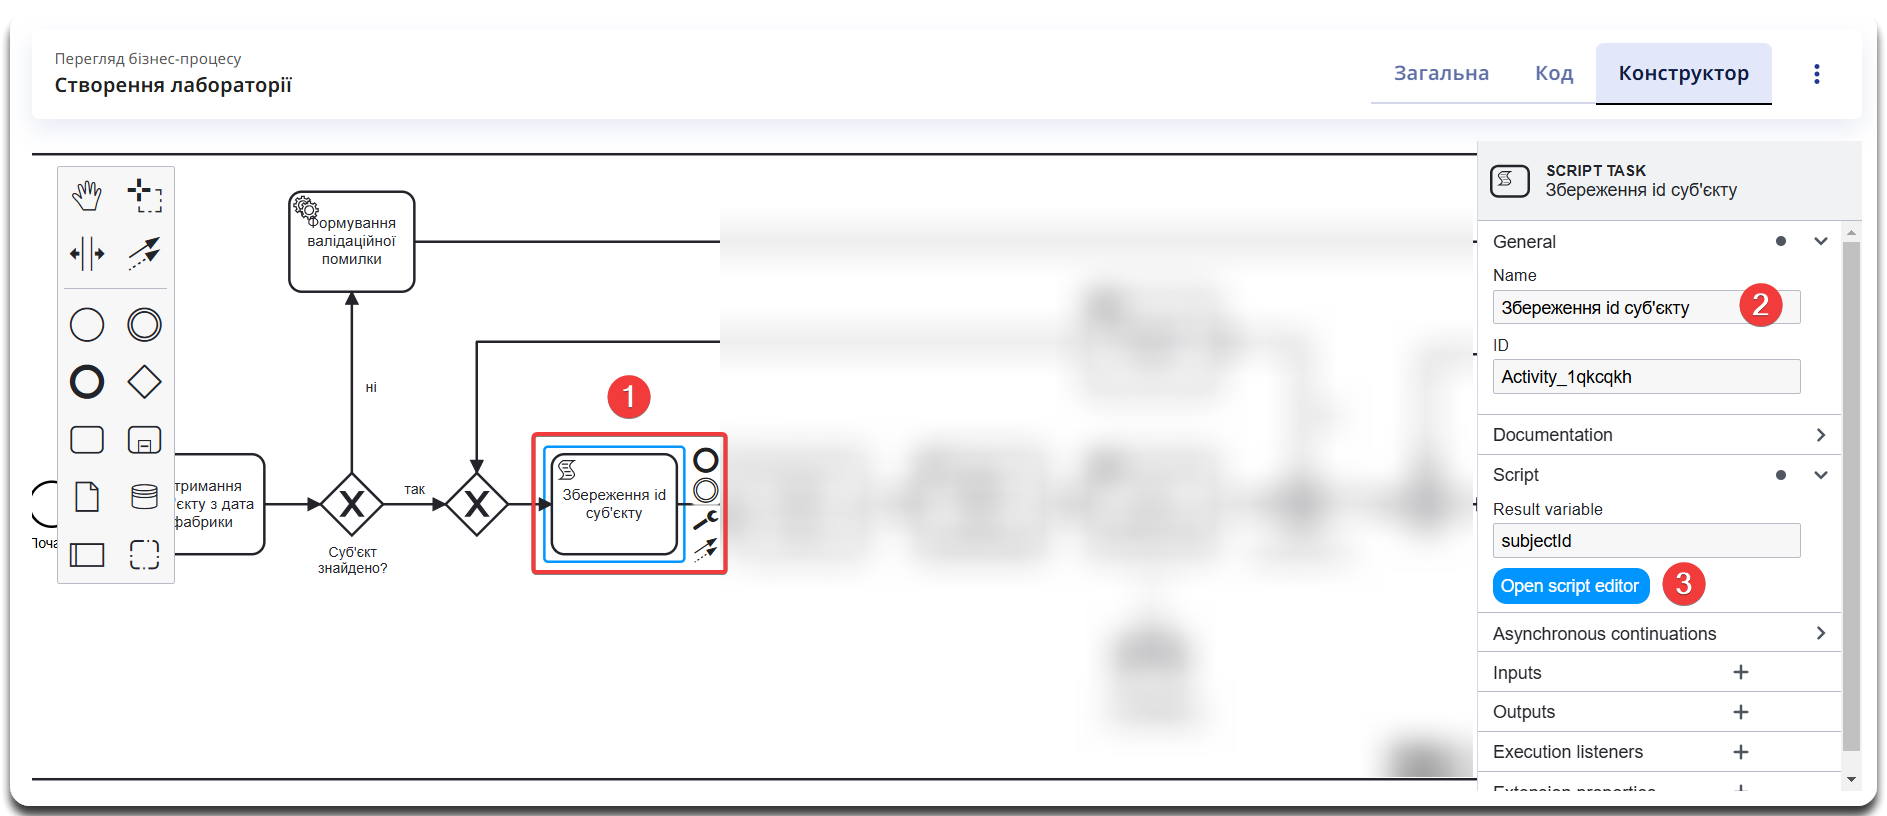 Перегляд бізнес-процесу
Створення лабораторії
Загальна
Код
Конструктор
Формування
валідаційної
помилки
ні
1
тримання
'єкту з дата
фабрики
так
Збереження id
суб'єкту
Суб'єкт
знайдено?
SCRIPT TASK
Збереження id суб'єкту
General
Name
Збереження id суб'єкту
2
ID
Activity_1qkcqkh
Documentation
Script
Result variable
subjectId
Open script editor
3
Asynchronous continuations
Inputs
Outputs
Execution listeners
Extension properties